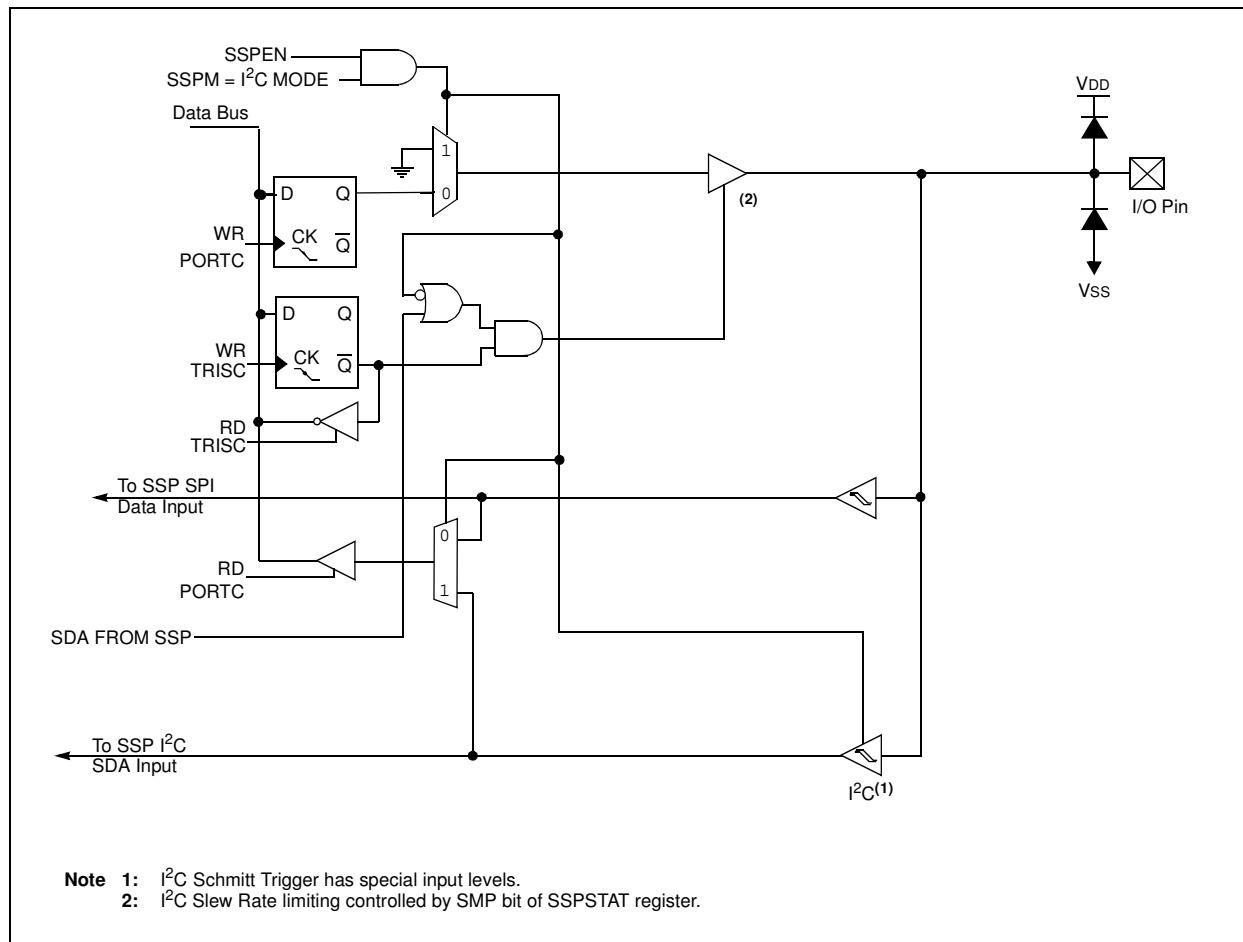 SSPEN
SSPM = I²C MODE
Data Bus
VDD
1
0
D Q
CK Q̅
WR
PORTC
(2)
I/O Pin
VSS
D Q
CK Q̅
WR
TRISC
RD
TRISC
To SSP SPI
Data Input
0
1
RD
PORTC
SDA FROM SSP
To SSP I²C
SDA Input
I²C(1)
Note 1: I²C Schmitt Trigger has special input levels.
2: I²C Slew Rate limiting controlled by SMP bit of SSPSTAT register.